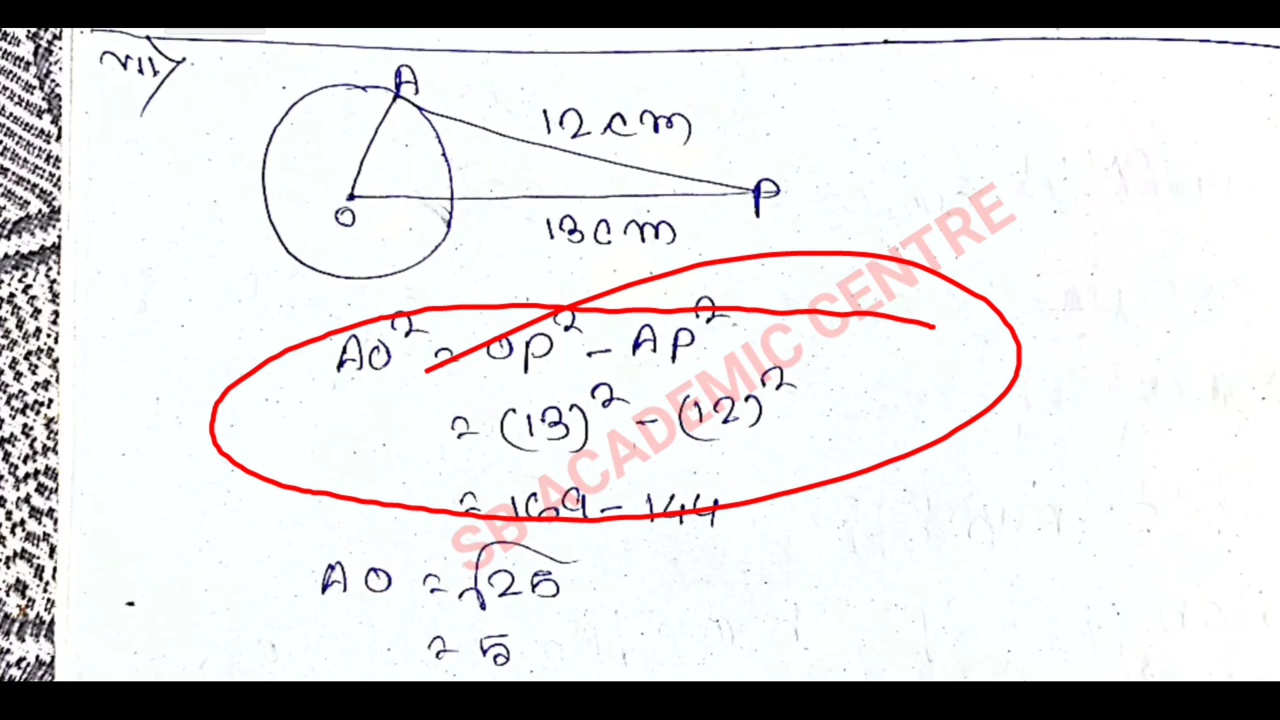 vii)
A
12 cm
O
P
13 cm
AO² = OP² - AP²
= (13)² - (12)²
= 169 - 144
AO = √25
= 5
SB ACADEMIC CENTRE